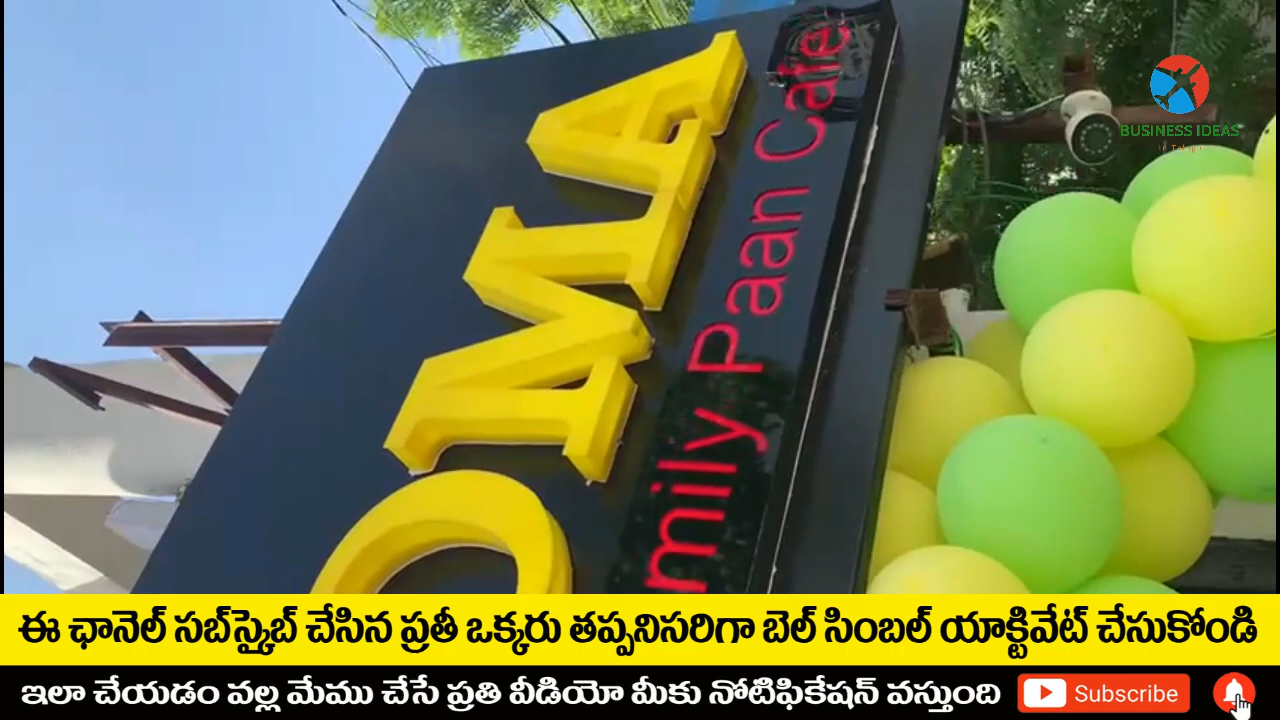 OMA
mily Paan Cafe
BUSINESS IDEAS
ఈ ఛానెల్ సబ్‌స్క్రైబ్ చేసిన ప్రతీ ఒక్కరు తప్పనిసరిగా బెల్ సింబల్ యాక్టివేట్ చేసుకోండి
ఇలా చేయడం వల్ల మేము చేసే ప్రతి వీడియో మీకు నోటిఫికేషన్ వస్తుంది
Subscribe